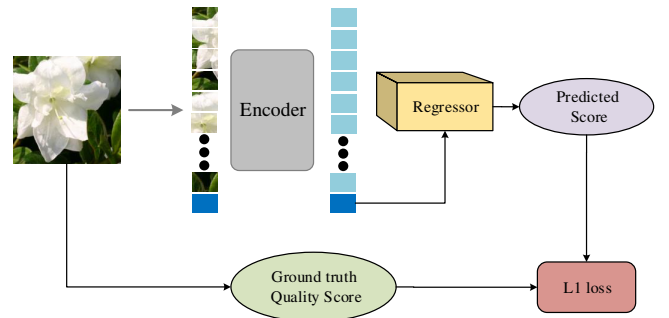 Encoder
Regressor
Predicted
Score
Ground truth
Quality Score
L1 loss